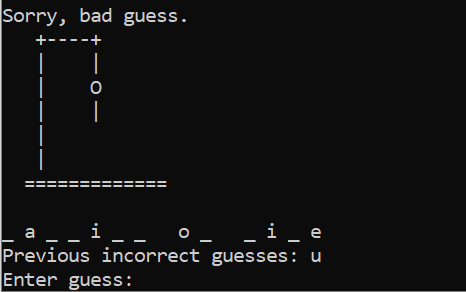 Sorry, bad guess.
+----+
|    |
|    O
|    |
|
|
=============
_ a _ _ i _ _   o _   _ i _ e
Previous incorrect guesses: u
Enter guess: